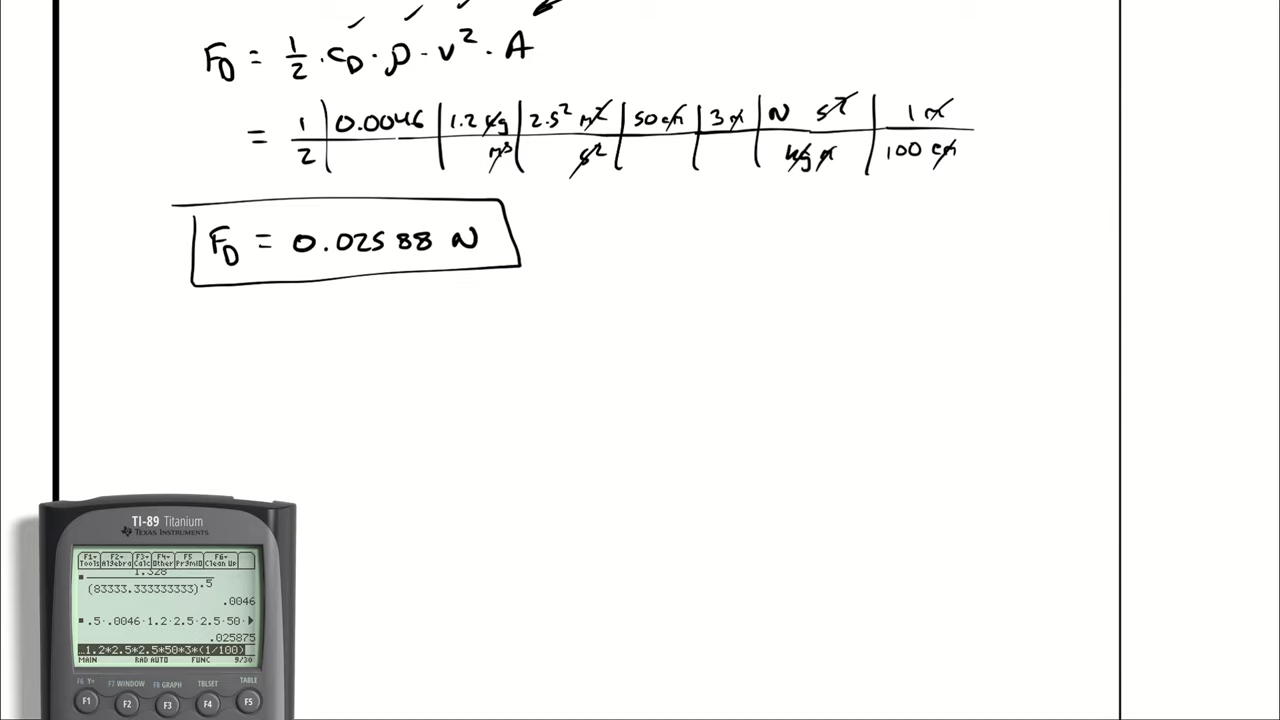 F_D = 1/2 · C_D · ρ · v² · A
= 1/2 | 0.0046 | 1.2 kg/m³ | 2.5² m²/s² | 50 cm | 3 m | N s²/kg m | 1 m/100 cm
F_D = 0.02588 N
TI-89 Titanium
TEXAS INSTRUMENTS
F1▾ Tools F2▾ Algebra F3▾ Calc F4▾ Other F5 PrgmIO F6▾ Clean Up
1.328
(83333.333333333)^.5
.0046
.5·.0046·1.2·2.5·2.5·50·▶
.025875
…1.2*2.5*2.5*50*3*(1/100)
MAIN RAD AUTO FUNC 9/30
F6 Y= F7 WINDOW F8 GRAPH TBLSET TABLE
F1 F2 F3 F4 F5